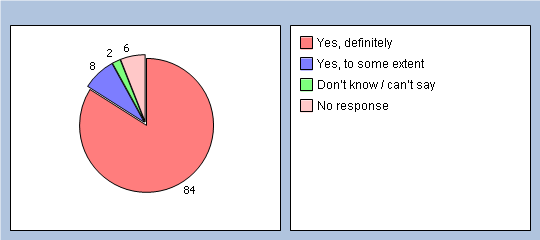 6
2
8
84
Yes, definitely
Yes, to some extent
Don't know / can't say
No response